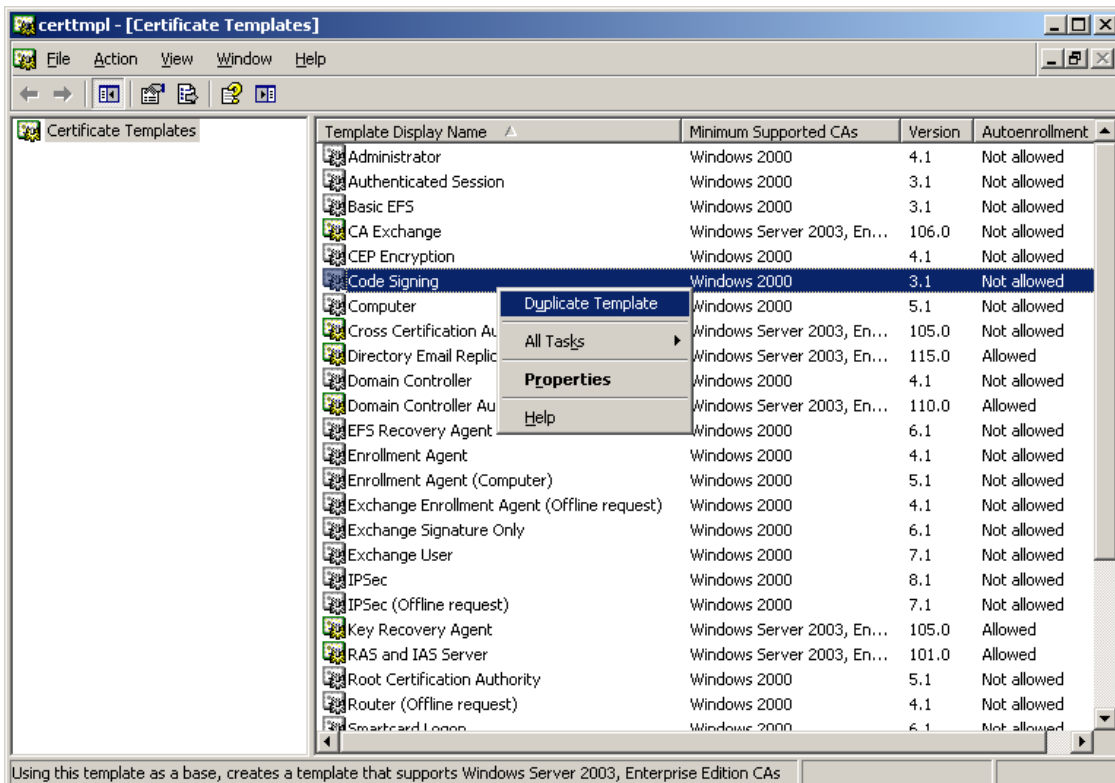 certtmpl - [Certificate Templates]
File Action View Window Help
Certificate Templates
Template Display Name Minimum Supported CAs Version Autoenrollment
Administrator Windows 2000 4.1 Not allowed
Authenticated Session Windows 2000 3.1 Not allowed
Basic EFS Windows 2000 3.1 Not allowed
CA Exchange Windows Server 2003, En... 106.0 Not allowed
CEP Encryption Windows 2000 4.1 Not allowed
Code Signing Windows 2000 3.1 Not allowed
Computer Windows 2000 5.1 Not allowed
Cross Certification Au Windows Server 2003, En... 105.0 Not allowed
Directory Email Replic Windows Server 2003, En... 115.0 Allowed
Domain Controller Windows 2000 4.1 Not allowed
Domain Controller Au Windows Server 2003, En... 110.0 Allowed
EFS Recovery Agent Windows 2000 6.1 Not allowed
Enrollment Agent Windows 2000 4.1 Not allowed
Enrollment Agent (Computer) Windows 2000 5.1 Not allowed
Exchange Enrollment Agent (Offline request) Windows 2000 4.1 Not allowed
Exchange Signature Only Windows 2000 6.1 Not allowed
Exchange User Windows 2000 7.1 Not allowed
IPSec Windows 2000 8.1 Not allowed
IPSec (Offline request) Windows 2000 7.1 Not allowed
Key Recovery Agent Windows Server 2003, En... 105.0 Allowed
RAS and IAS Server Windows Server 2003, En... 101.0 Allowed
Root Certification Authority Windows 2000 5.1 Not allowed
Router (Offline request) Windows 2000 4.1 Not allowed
Smartcard Logon Windows 2000 6.1 Not allowed
Duplicate Template
All Tasks
Properties
Help
Using this template as a base, creates a template that supports Windows Server 2003, Enterprise Edition CAs